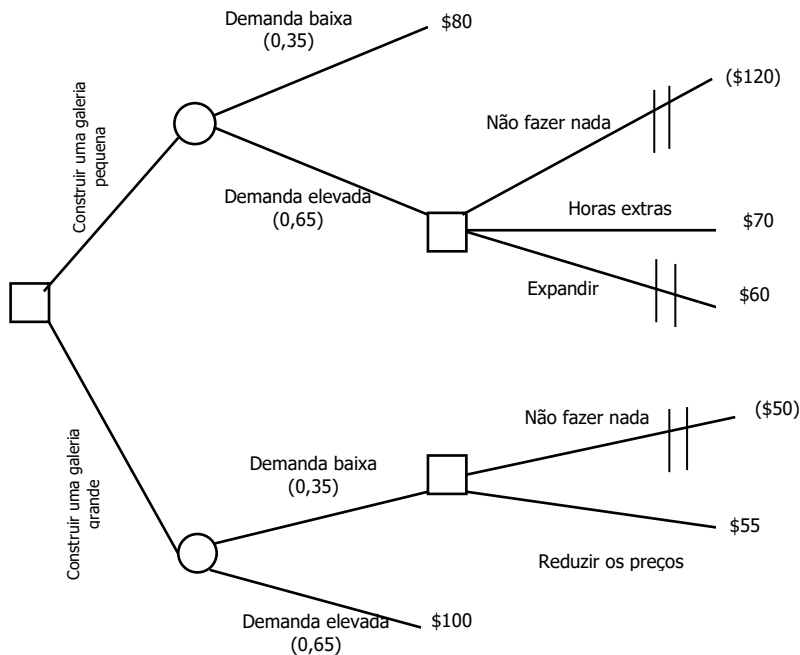 Demanda baixa
(0,35)
$80
($120)
Não fazer nada
Construir uma galeria
pequena
Demanda elevada
(0,65)
Horas extras
$70
Expandir
$60
Não fazer nada
($50)
Demanda baixa
(0,35)
Construir uma galeria
grande
$55
Reduzir os preços
Demanda elevada
(0,65)
$100